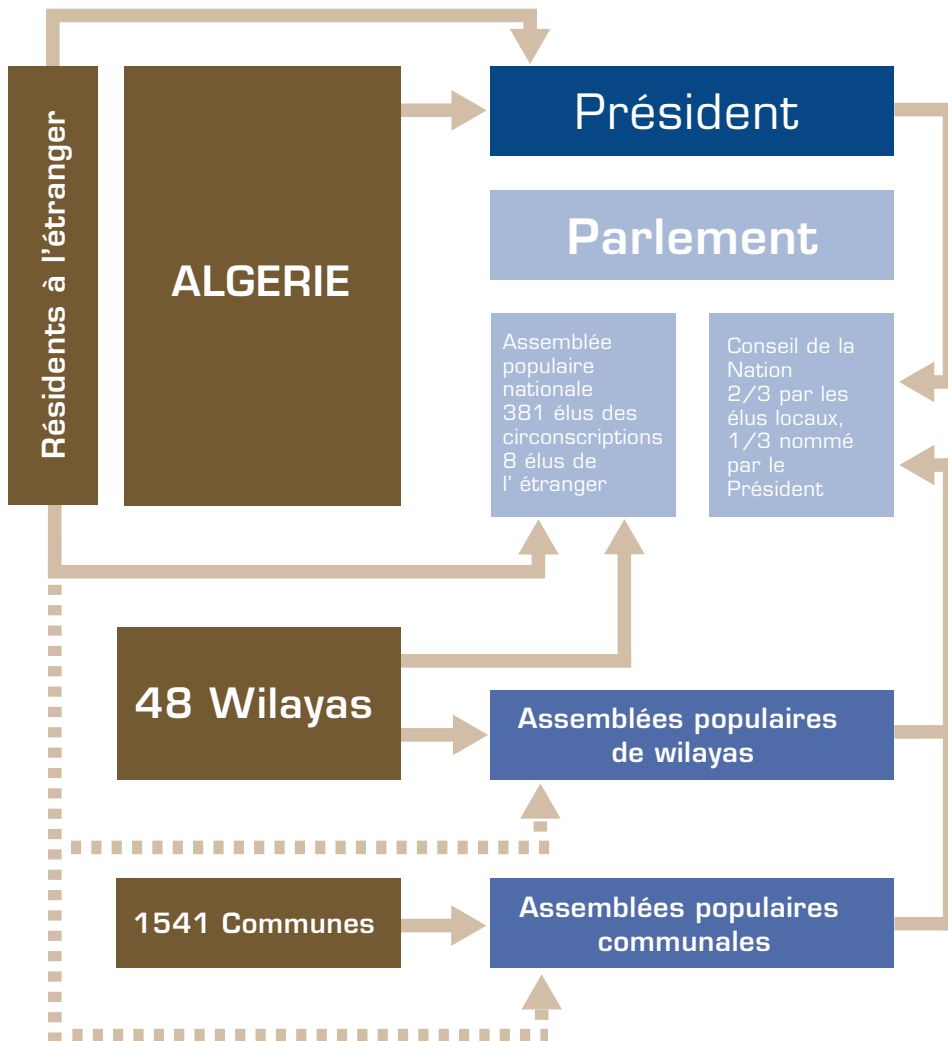 Résidents à l'étranger
ALGERIE
Président
Parlement
Assemblée
populaire
nationale
381 élus des
circonscriptions
8 élus de
l' étranger
Conseil de la
Nation
2/3 par les
élus locaux,
1/3 nommé
par le
Président
48 Wilayas
Assemblées populaires
de wilayas
1541 Communes
Assemblées populaires
communales